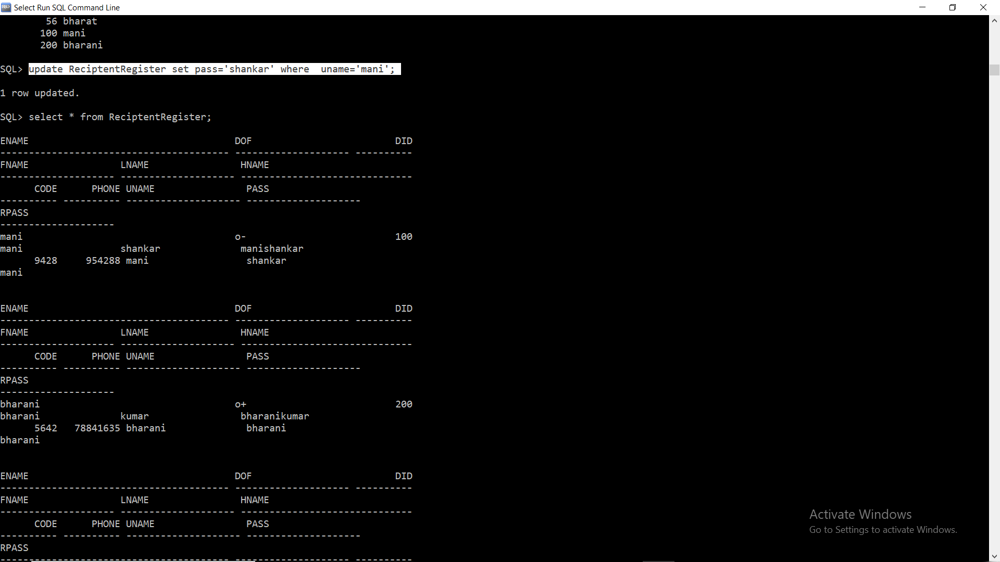 Select Run SQL Command Line
56 bharat
100 mani
200 bharani
SQL> update ReciptentRegister set pass='shankar' where  uname='mani';
1 row updated.
SQL> select * from ReciptentRegister;
ENAME DOF DID
---------------------------------------- -------------------- ----------
FNAME LNAME HNAME
-------------------- -------------------- ------------------------------
CODE PHONE UNAME PASS
---------- ---------- -------------------- --------------------
RPASS
--------------------
mani o- 100
mani shankar manishankar
9428 954288 mani shankar
mani
ENAME DOF DID
---------------------------------------- -------------------- ----------
FNAME LNAME HNAME
-------------------- -------------------- ------------------------------
CODE PHONE UNAME PASS
---------- ---------- -------------------- --------------------
RPASS
--------------------
bharani o+ 200
bharani kumar bharanikumar
5642 78841635 bharani bharani
bharani
ENAME DOF DID
---------------------------------------- -------------------- ----------
FNAME LNAME HNAME
-------------------- -------------------- ------------------------------
CODE PHONE UNAME PASS
---------- ---------- -------------------- --------------------
RPASS
---------------------------------------- -------------------- ----------
Activate Windows
Go to Settings to activate Windows.